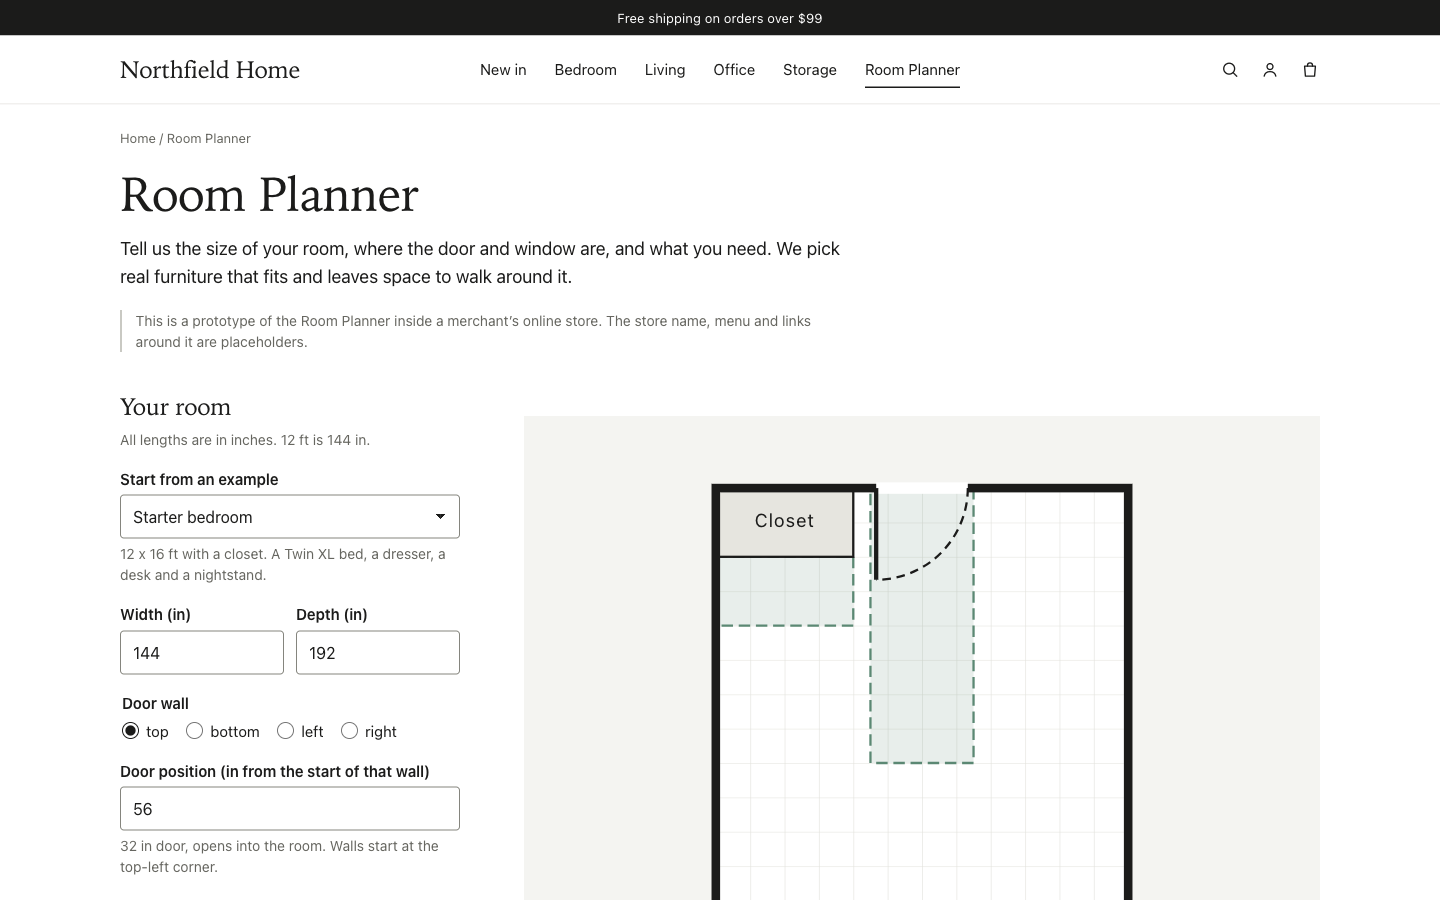 Free shipping on orders over $99
Northfield Home
New in
Bedroom
Living
Office
Storage
Room Planner
Home / Room Planner
Room Planner
Tell us the size of your room, where the door and window are, and what you need. We pick
real furniture that fits and leaves space to walk around it.
This is a prototype of the Room Planner inside a merchant’s online store. The store name, menu and links
around it are placeholders.
Your room
All lengths are in inches. 12 ft is 144 in.
Start from an example
Starter bedroom
12 x 16 ft with a closet. A Twin XL bed, a dresser, a
desk and a nightstand.
Width (in)
Depth (in)
144
192
Door wall
top
bottom
left
right
Door position (in from the start of that wall)
56
32 in door, opens into the room. Walls start at the
top-left corner.
Closet